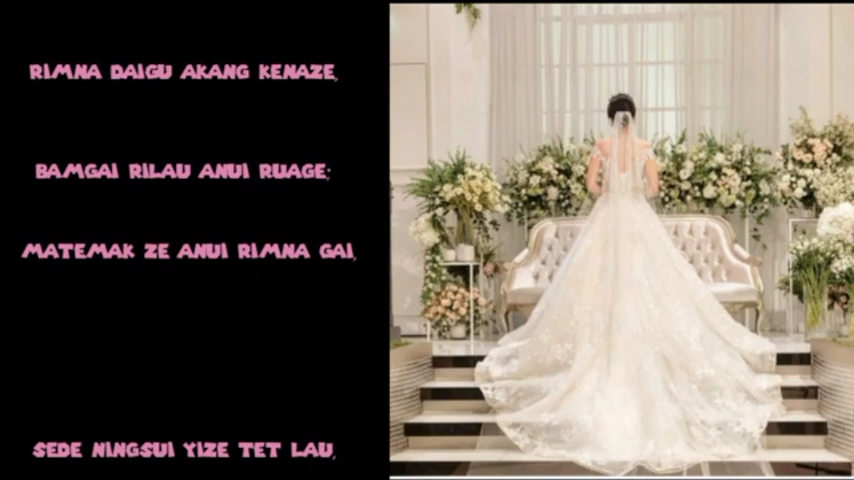 RIMNA DAIGU AKANG KENAZE,
BAMGAI RILAU ANUI RUAGE;
MATEMAK ZE ANUI RIMNA GAI,
SEDE NINGSUI YIZE TET LAU,